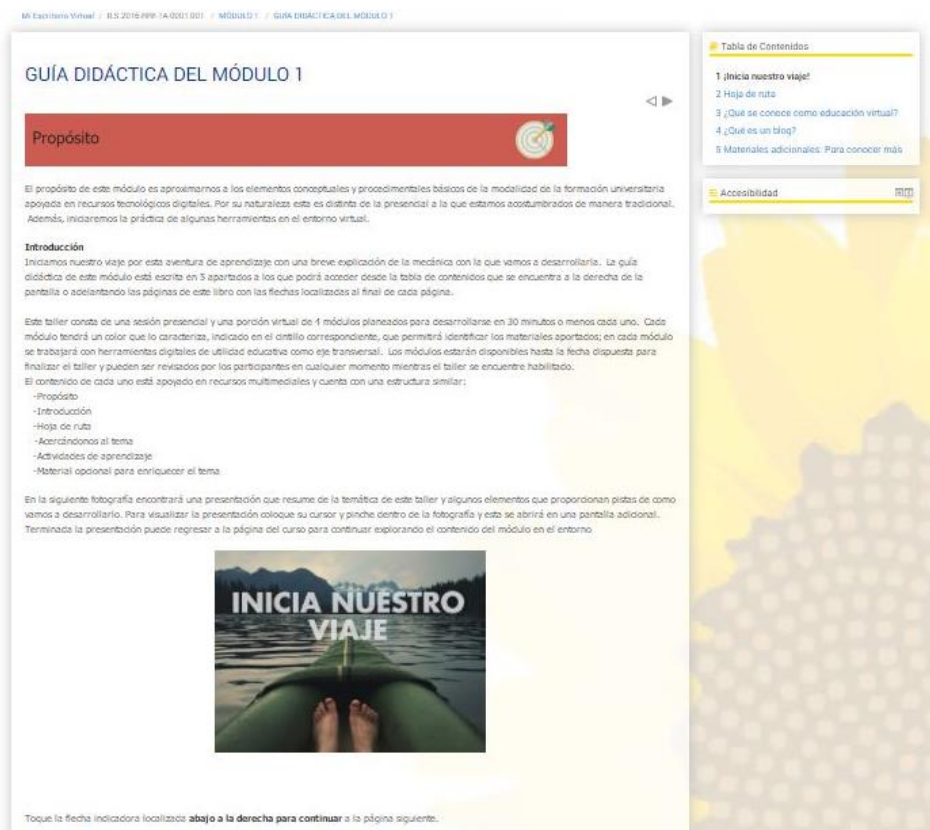 Mi Escritorio Virtual / II.S.2016.RRF-TA-0001.001 / MÓDULO 1 / GUÍA DIDÁCTICA DEL MÓDULO 1
GUÍA DIDÁCTICA DEL MÓDULO 1
Propósito
El propósito de este módulo es aproximarnos a los elementos conceptuales y procedimentales básicos de la modalidad de la formación universitaria
apoyada en recursos tecnológicos digitales. Por su naturaleza esta es distinta de la presencial a la que estamos acostumbrados de manera tradicional.
Además, iniciaremos la práctica de algunas herramientas en el entorno virtual.
Introducción
Iniciamos nuestro viaje por esta aventura de aprendizaje con una breve explicación de la mecánica con la que vamos a desarrollarla. La guía
didáctica de este módulo está escrita en 5 apartados a los que podrá acceder desde la tabla de contenidos que se encuentra a la derecha de la
pantalla o adelantando las páginas de este libro con las flechas localizadas al final de cada página.
Este taller consta de una sesión presencial y una porción virtual de 4 módulos planeados para desarrollarse en 30 minutos o menos cada uno. Cada
módulo tendrá un color que lo caracteriza, indicado en el cintillo correspondiente, que permitirá identificar los materiales aportados; en cada módulo
se trabajará con herramientas digitales de utilidad educativa como eje transversal. Los módulos estarán disponibles hasta la fecha dispuesta para
finalizar el taller y pueden ser revisados por los participantes en cualquier momento mientras el taller se encuentre habilitado.
El contenido de cada uno está apoyado en recursos multimediales y cuenta con una estructura similar:
-Propósito
-Introducción
-Hoja de ruta
-Acercándonos al tema
-Actividades de aprendizaje
-Material opcional para enriquecer el tema
En la siguiente fotografía encontrará una presentación que resume de la temática de este taller y algunos elementos que proporcionan pistas de como
vamos a desarrollarlo. Para visualizar la presentación coloque su cursor y pinche dentro de la fotografía y esta se abrirá en una pantalla adicional.
Terminada la presentación puede regresar a la página del curso para continuar explorando el contenido del módulo en el entorno
INICIA NUESTRO
VIAJE
Toque la flecha indicadora localizada abajo a la derecha para continuar a la página siguiente.
Tabla de Contenidos
1 ¡Inicia nuestro viaje!
2 Hoja de ruta
3 ¿Qué se conece como educación virtual?
4 ¿Qué es un blog?
5 Materiales adicionales: Para conocer más
Accesibilidad